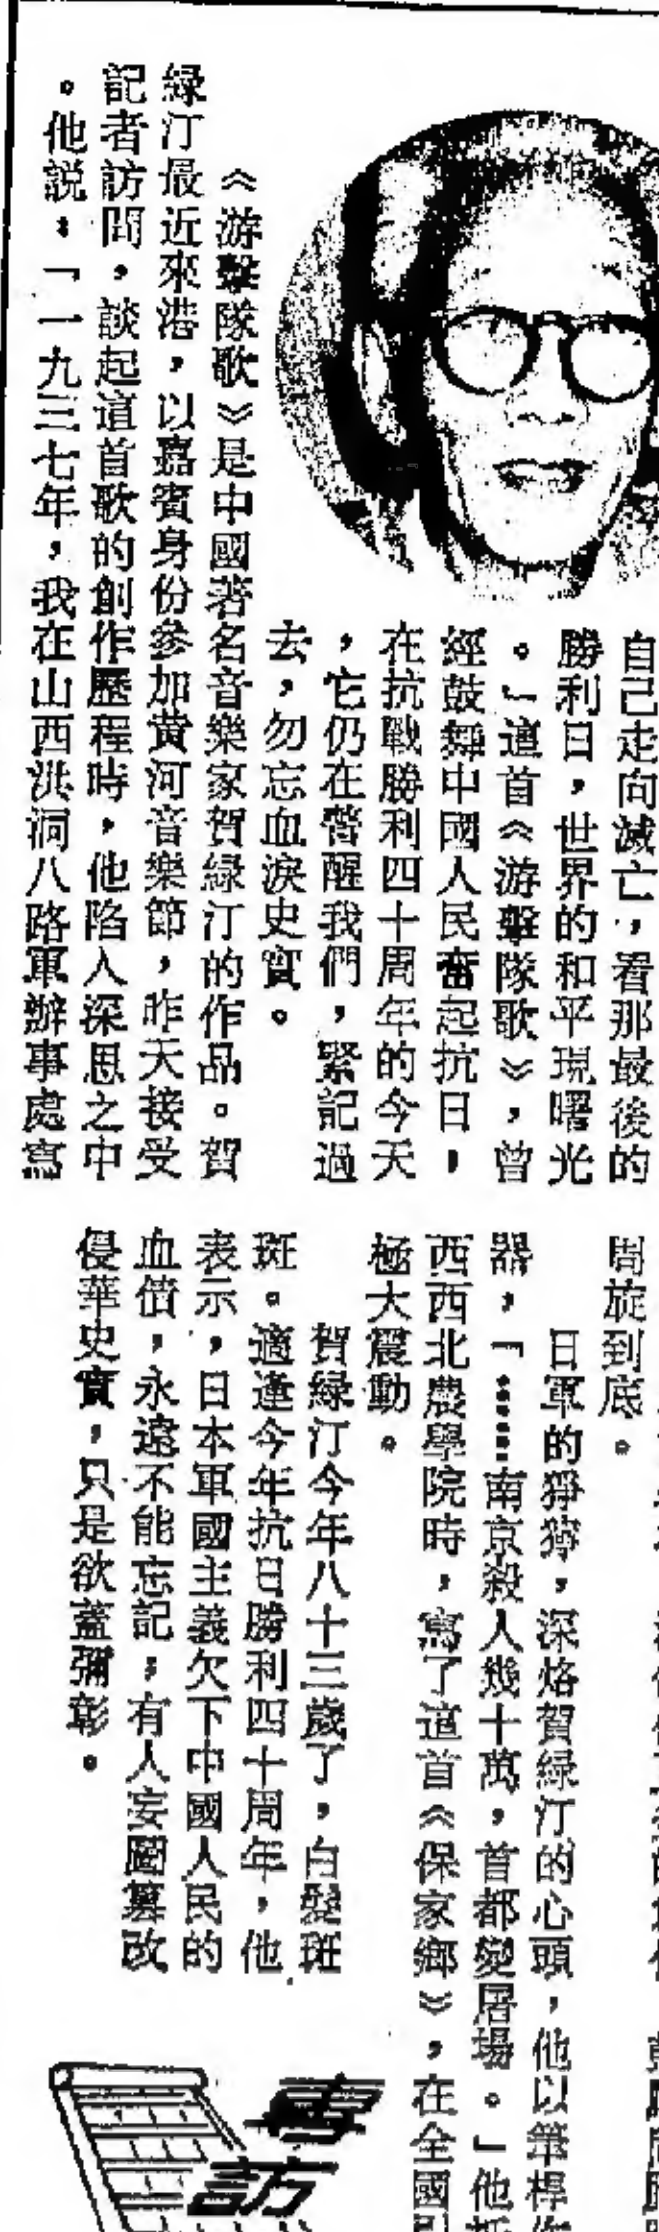 自己走向滅亡，看那最後的
勝利日，世界的和平現曙光
。」這首《游擊隊歌》，曾
經鼓舞中國人民奮起抗日，
在抗戰勝利四十周年的今天
，它仍在警醒我們，緊記過
去，勿忘血淚史實。
《游擊隊歌》是中國著名音樂家賀綠汀的作品。賀
綠汀最近來港，以嘉賓身份參加黃河音樂節，昨天接受
記者訪問，談起這首歌的創作歷程時，他陷入深思之中
。他說：「一九三七年，我在山西洪洞八路軍辦事處寫
周旋到底。
日軍的猙獰，深烙賀綠汀的心頭，他以筆桿
器，「……南京殺人幾十萬，首都變屠場。」他抵
西西北農學院時，寫了這首《保家鄉》，在全國引
極大震動。
賀綠汀今年八十三歲了，白髮斑
斑。適逢今年抗日勝利四十周年，他
表示，日本軍國主義欠下中國人民的
血債，永遠不能忘記，有人妄圖篡改
侵華史實，只是欲蓋彌彰。
專訪